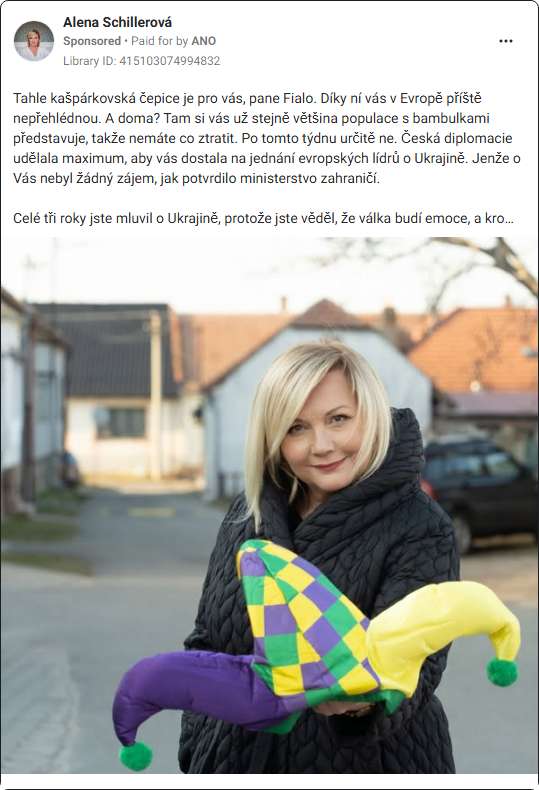 Alena Schillerová
Sponsored • Paid for by ANO
Library ID: 415103074994832
Tahle kašpárkovská čepice je pro vás, pane Fialo. Díky ní vás v Evropě příště
nepřehlédnou. A doma? Tam si vás už stejně většina populace s bambulkami
představuje, takže nemáte co ztratit. Po tomto týdnu určitě ne. Česká diplomacie
udělala maximum, aby vás dostala na jednání evropských lídrů o Ukrajině. Jenže o
Vás nebyl žádný zájem, jak potvrdilo ministerstvo zahraničí.
Celé tři roky jste mluvil o Ukrajině, protože jste věděl, že válka budí emoce, a kro…